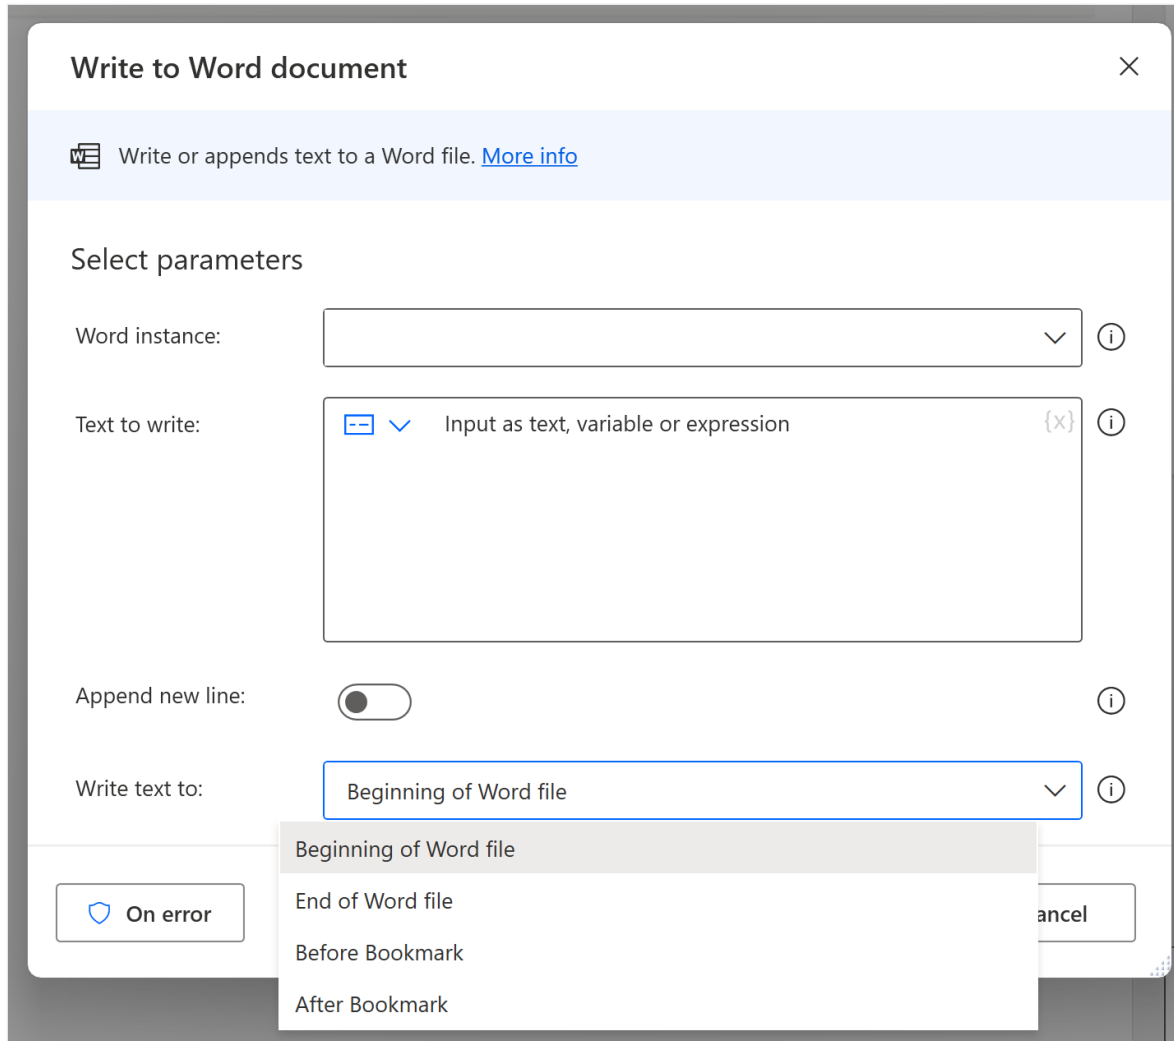 Write to Word document
Write or appends text to a Word file. More info
Select parameters
Word instance:
Text to write:
Input as text, variable or expression
{x}
Append new line:
Write text to:
Beginning of Word file
Beginning of Word file
End of Word file
Before Bookmark
After Bookmark
On error
ancel